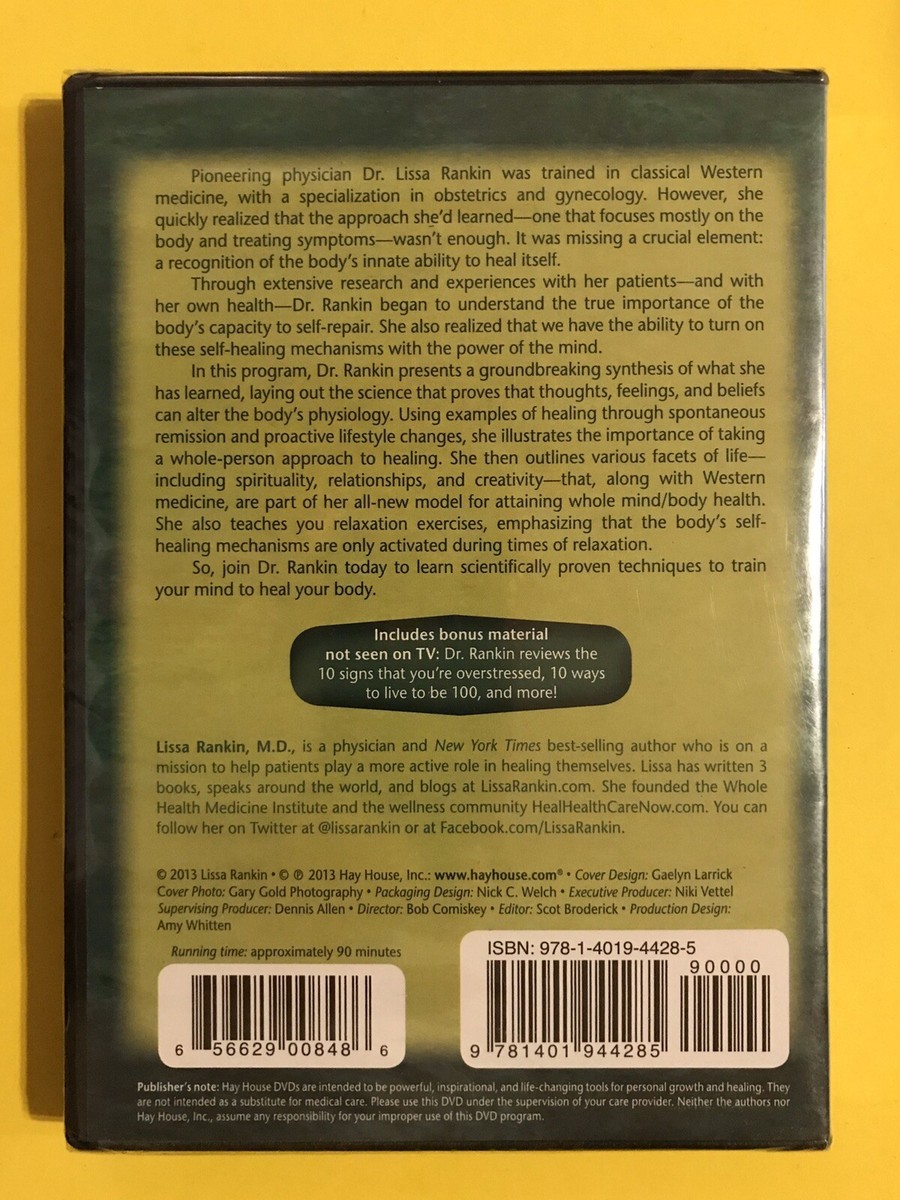 Pioneering physician Dr. Lissa Rankin was trained in classical Western
medicine, with a specialization in obstetrics and gynecology. However, she
quickly realized that the approach she'd learned—one that focuses mostly on the
body and treating symptoms—wasn't enough. It was missing a crucial element:
a recognition of the body's innate ability to heal itself.
Through extensive research and experiences with her patients—and with
her own health—Dr. Rankin began to understand the true importance of the
body's capacity to self-repair. She also realized that we have the ability to turn on
these self-healing mechanisms with the power of the mind.
In this program, Dr. Rankin presents a groundbreaking synthesis of what she
has learned, laying out the science that proves that thoughts, feelings, and beliefs
can alter the body's physiology. Using examples of healing through spontaneous
remission and proactive lifestyle changes, she illustrates the importance of taking
a whole-person approach to healing. She then outlines various facets of life—
including spirituality, relationships, and creativity—that, along with Western
medicine, are part of her all-new model for attaining whole mind/body health.
She also teaches you relaxation exercises, emphasizing that the body's self-
healing mechanisms are only activated during times of relaxation.
So, join Dr. Rankin today to learn scientifically proven techniques to train
your mind to heal your body.
Includes bonus material
not seen on TV: Dr. Rankin reviews the
10 signs that you're overstressed, 10 ways
to live to be 100, and more!
Lissa Rankin, M.D., is a physician and New York Times best-selling author who is on a
mission to help patients play a more active role in healing themselves. Lissa has written 3
books, speaks around the world, and blogs at LissaRankin.com. She founded the Whole
Health Medicine Institute and the wellness community HealHealthCareNow.com. You can
follow her on Twitter at @lissarankin or at Facebook.com/LissaRankin.
© 2013 Lissa Rankin • © ℗ 2013 Hay House, Inc.: www.hayhouse.com® • Cover Design: Gaelyn Larrick
Cover Photo: Gary Gold Photography • Packaging Design: Nick C. Welch • Executive Producer: Niki Vettel
Supervising Producer: Dennis Allen • Director: Bob Comiskey • Editor: Scot Broderick • Production Design:
Amy Whitten
Running time: approximately 90 minutes
6 56629 00848 6
ISBN: 978-1-4019-4428-5
90000
9 781401 944285
Publisher's note: Hay House DVDs are intended to be powerful, inspirational, and life-changing tools for personal growth and healing. They
are not intended as a substitute for medical care. Please use this DVD under the supervision of your care provider. Neither the authors nor
Hay House, Inc., assume any responsibility for your improper use of this DVD program.